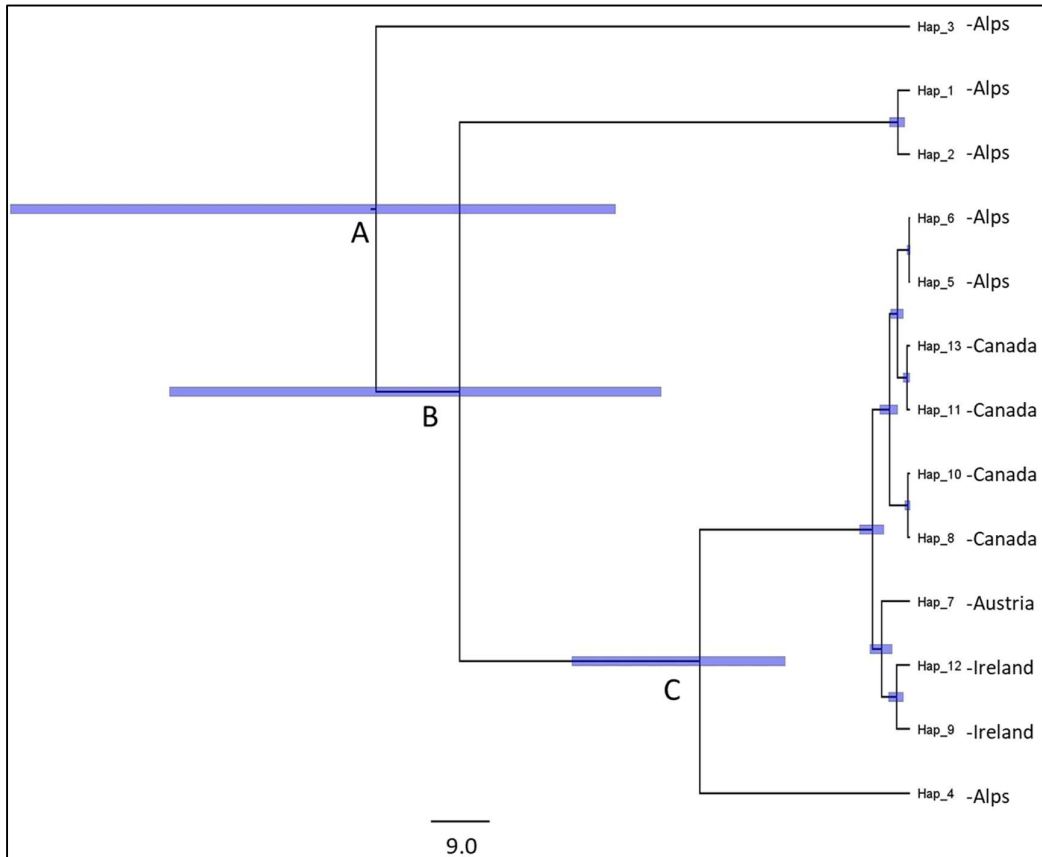 Hap_3 -Alps
Hap_1 -Alps
Hap_2 -Alps
Hap_6 -Alps
A
Hap_5 -Alps
Hap_13 -Canada
B
Hap_11 -Canada
Hap_10 -Canada
Hap_8 -Canada
Hap_7 -Austria
Hap_12 -Ireland
C
Hap_9 -Ireland
Hap_4 -Alps
9.0